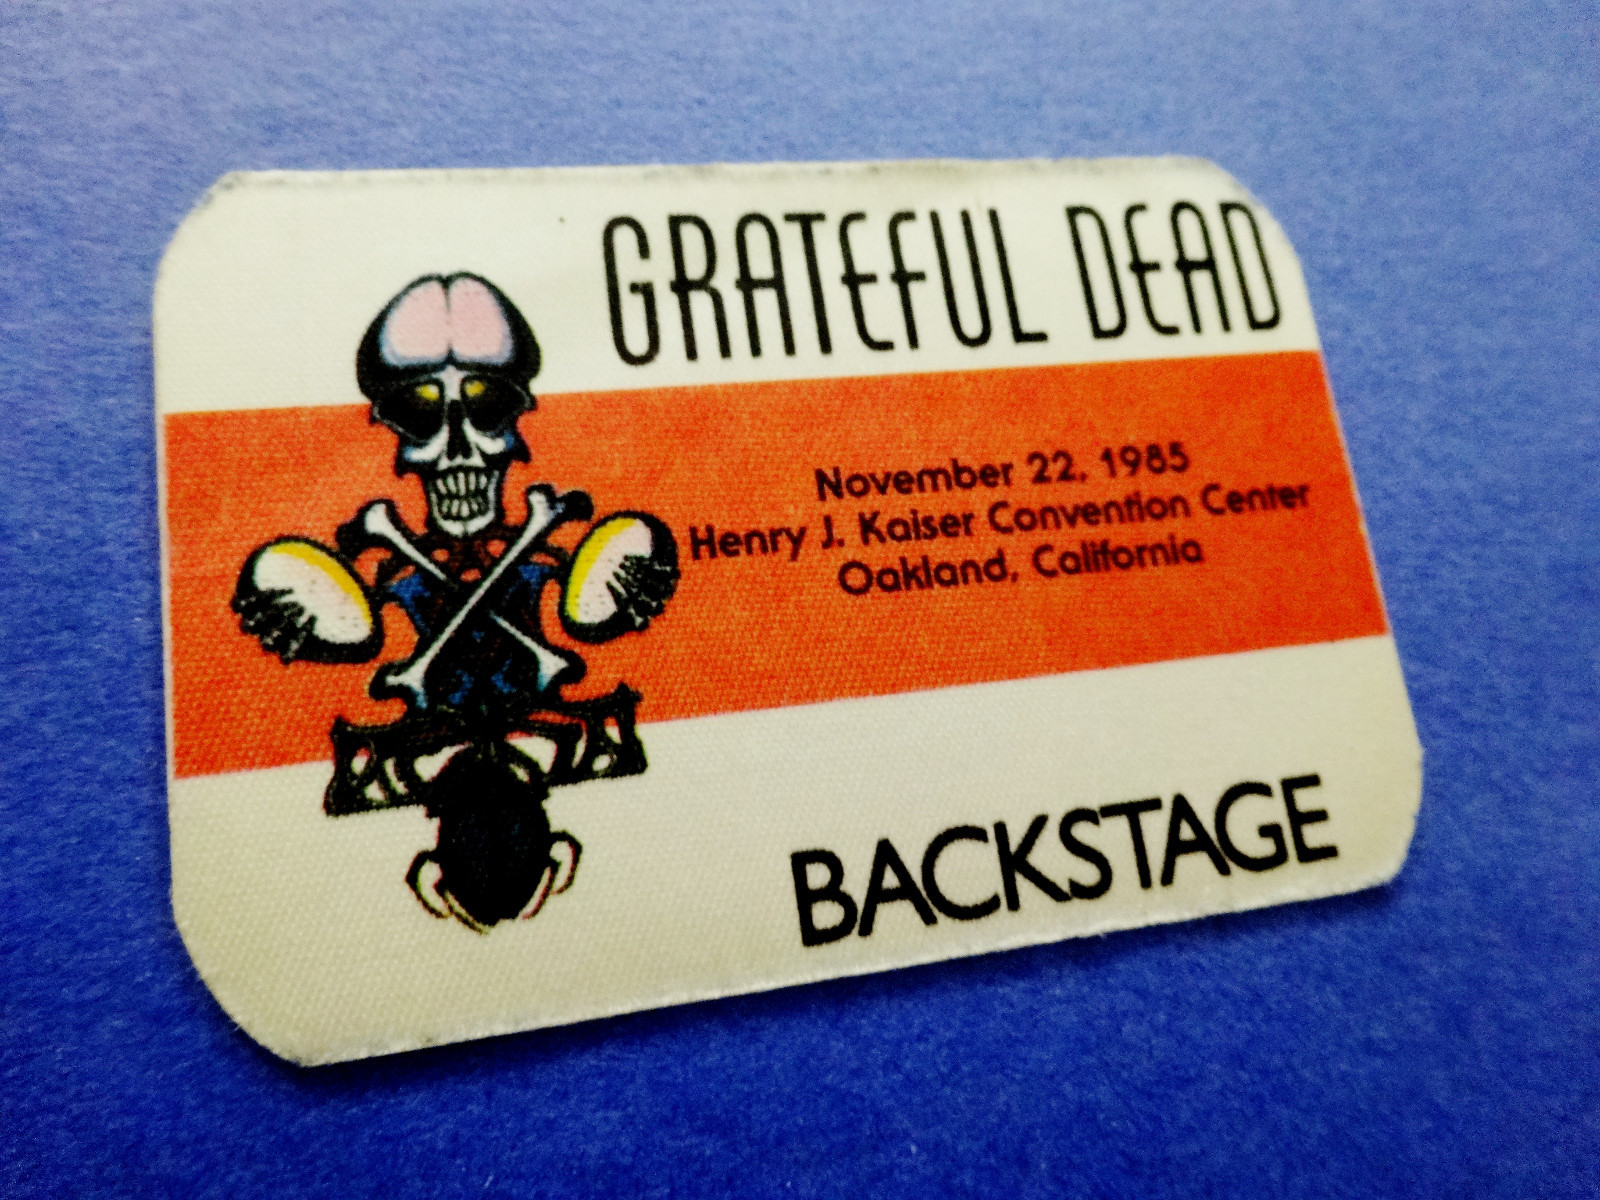 GRATEFUL DEAD
November 22, 1985
Henry J. Kaiser Convention Center
Oakland, California
BACKSTAGE